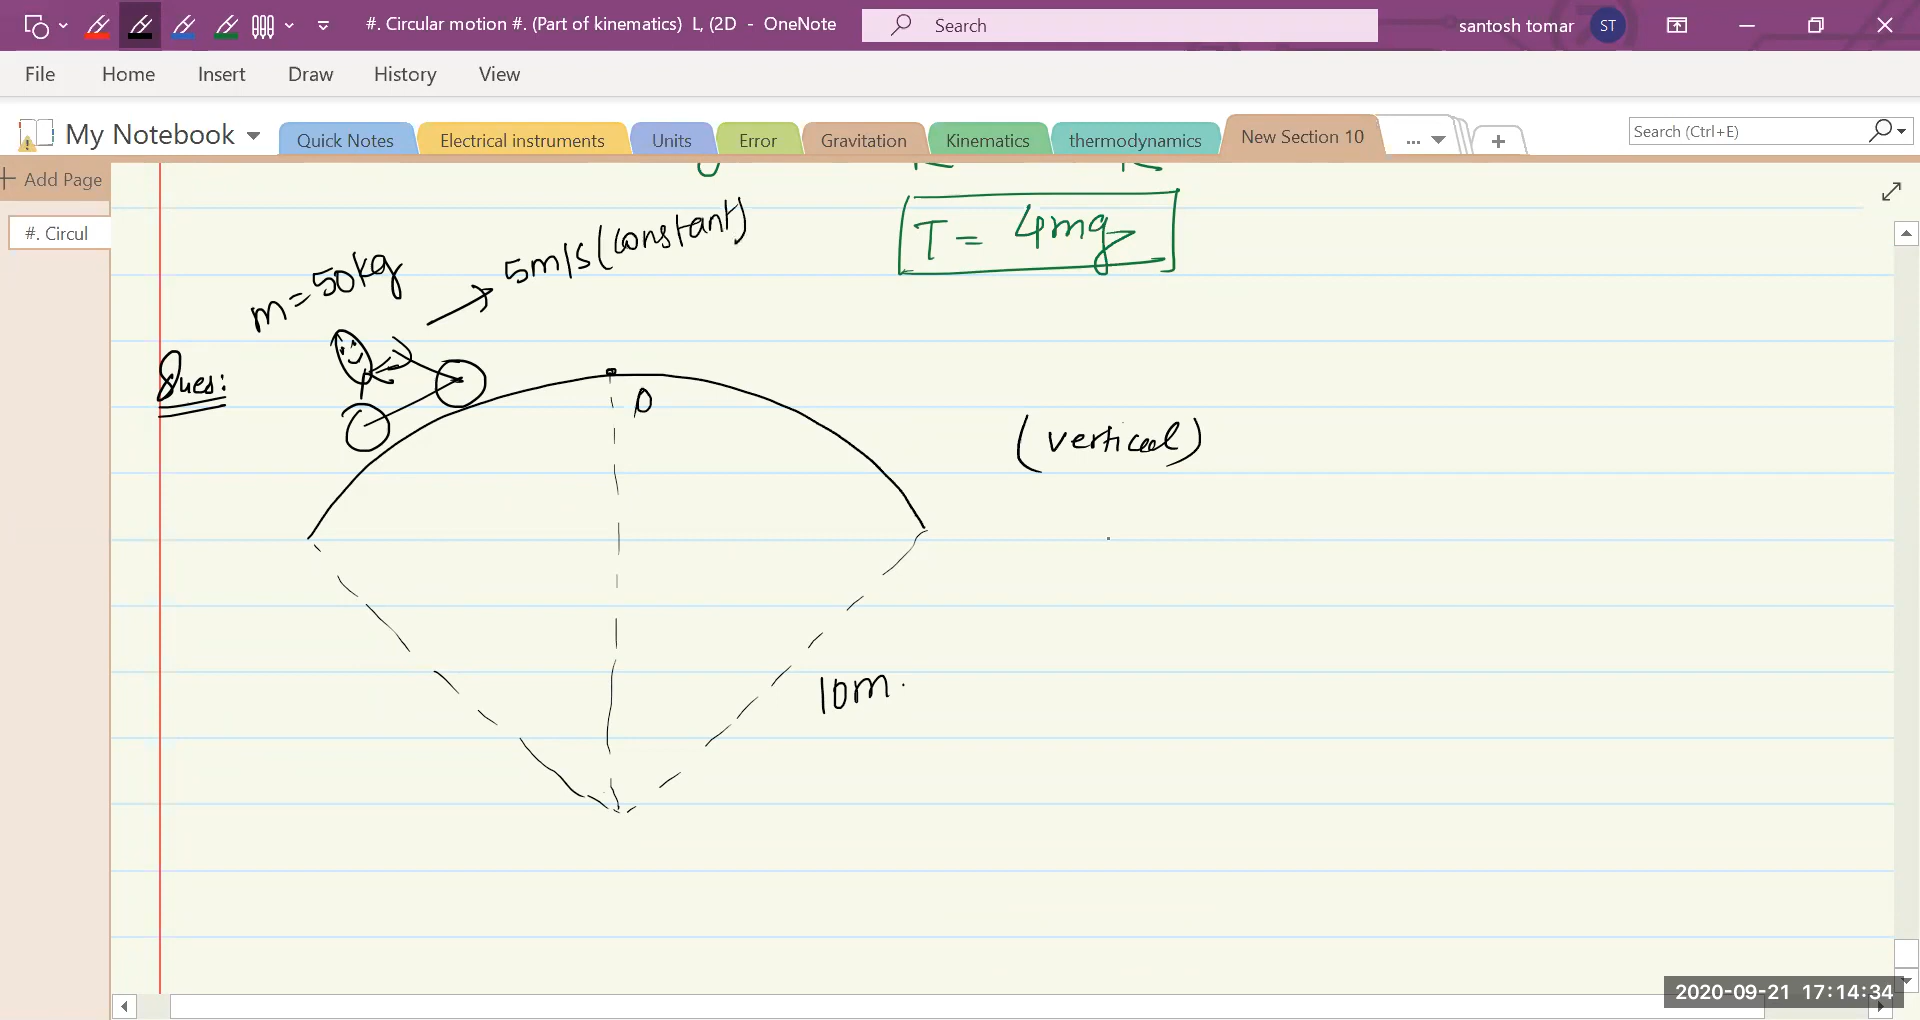 #. Circular motion #. (Part of kinematics) L, (2D - OneNote
Search
santosh tomar
ST
File Home Insert Draw History View
My Notebook
Quick Notes
Electrical instruments
Units
Error
Gravitation
Kinematics
thermodynamics
New Section 10
...
Search (Ctrl+E)
Add Page
#. Circul
T = 4mg
m = 50kg
5m/s (constant)
Ques:
(vertical)
10m.
2020-09-21 17:14:34